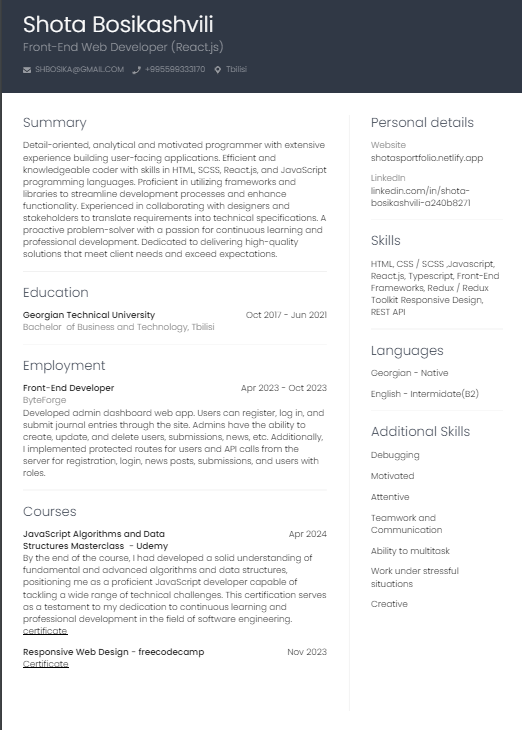 Shota Bosikashvili
Front-End Web Developer (React.js)
SHBOSIKA@GMAIL.COM +995599333170 Tbilisi
Summary
Detail-oriented, analytical and motivated programmer with extensive
experience building user-facing applications. Efficient and
knowledgeable coder with skills in HTML, SCSS, React.js, and JavaScript
programming languages. Proficient in utilizing frameworks and
libraries to streamline development processes and enhance
functionality. Experienced in collaborating with designers and
stakeholders to translate requirements into technical specifications. A
proactive problem-solver with a passion for continuous learning and
professional development. Dedicated to delivering high-quality
solutions that meet client needs and exceed expectations.
Education
Georgian Technical University Oct 2017 - Jun 2021
Bachelor of Business and Technology, Tbilisi
Employment
Front-End Developer Apr 2023 - Oct 2023
ByteForge
Developed admin dashboard web app. Users can register, log in, and
submit journal entries through the site. Admins have the ability to
create, update, and delete users, submissions, news, etc. Additionally,
I implemented protected routes for users and API calls from the
server for registration, login, news posts, submissions, and users with
roles.
Courses
JavaScript Algorithms and Data Apr 2024
Structures Masterclass - Udemy
By the end of the course, I had developed a solid understanding of
fundamental and advanced algorithms and data structures,
positioning me as a proficient JavaScript developer capable of
tackling a wide range of technical challenges. This certification serves
as a testament to my dedication to continuous learning and
professional development in the field of software engineering.
certificate
Responsive Web Design - freecodecamp Nov 2023
Certificate
Personal details
Website
shotasportfolio.netlify.app
LinkedIn
linkedin.com/in/shota-
bosikashvili-a240b8271
Skills
HTML, CSS / SCSS ,Javascript,
React.js, Typescript, Front-End
Frameworks, Redux / Redux
Toolkit Responsive Design,
REST API
Languages
Georgian - Native
English - Intermidate(B2)
Additional Skills
Debugging
Motivated
Attentive
Teamwork and
Communication
Ability to multitask
Work under stressful
situations
Creative